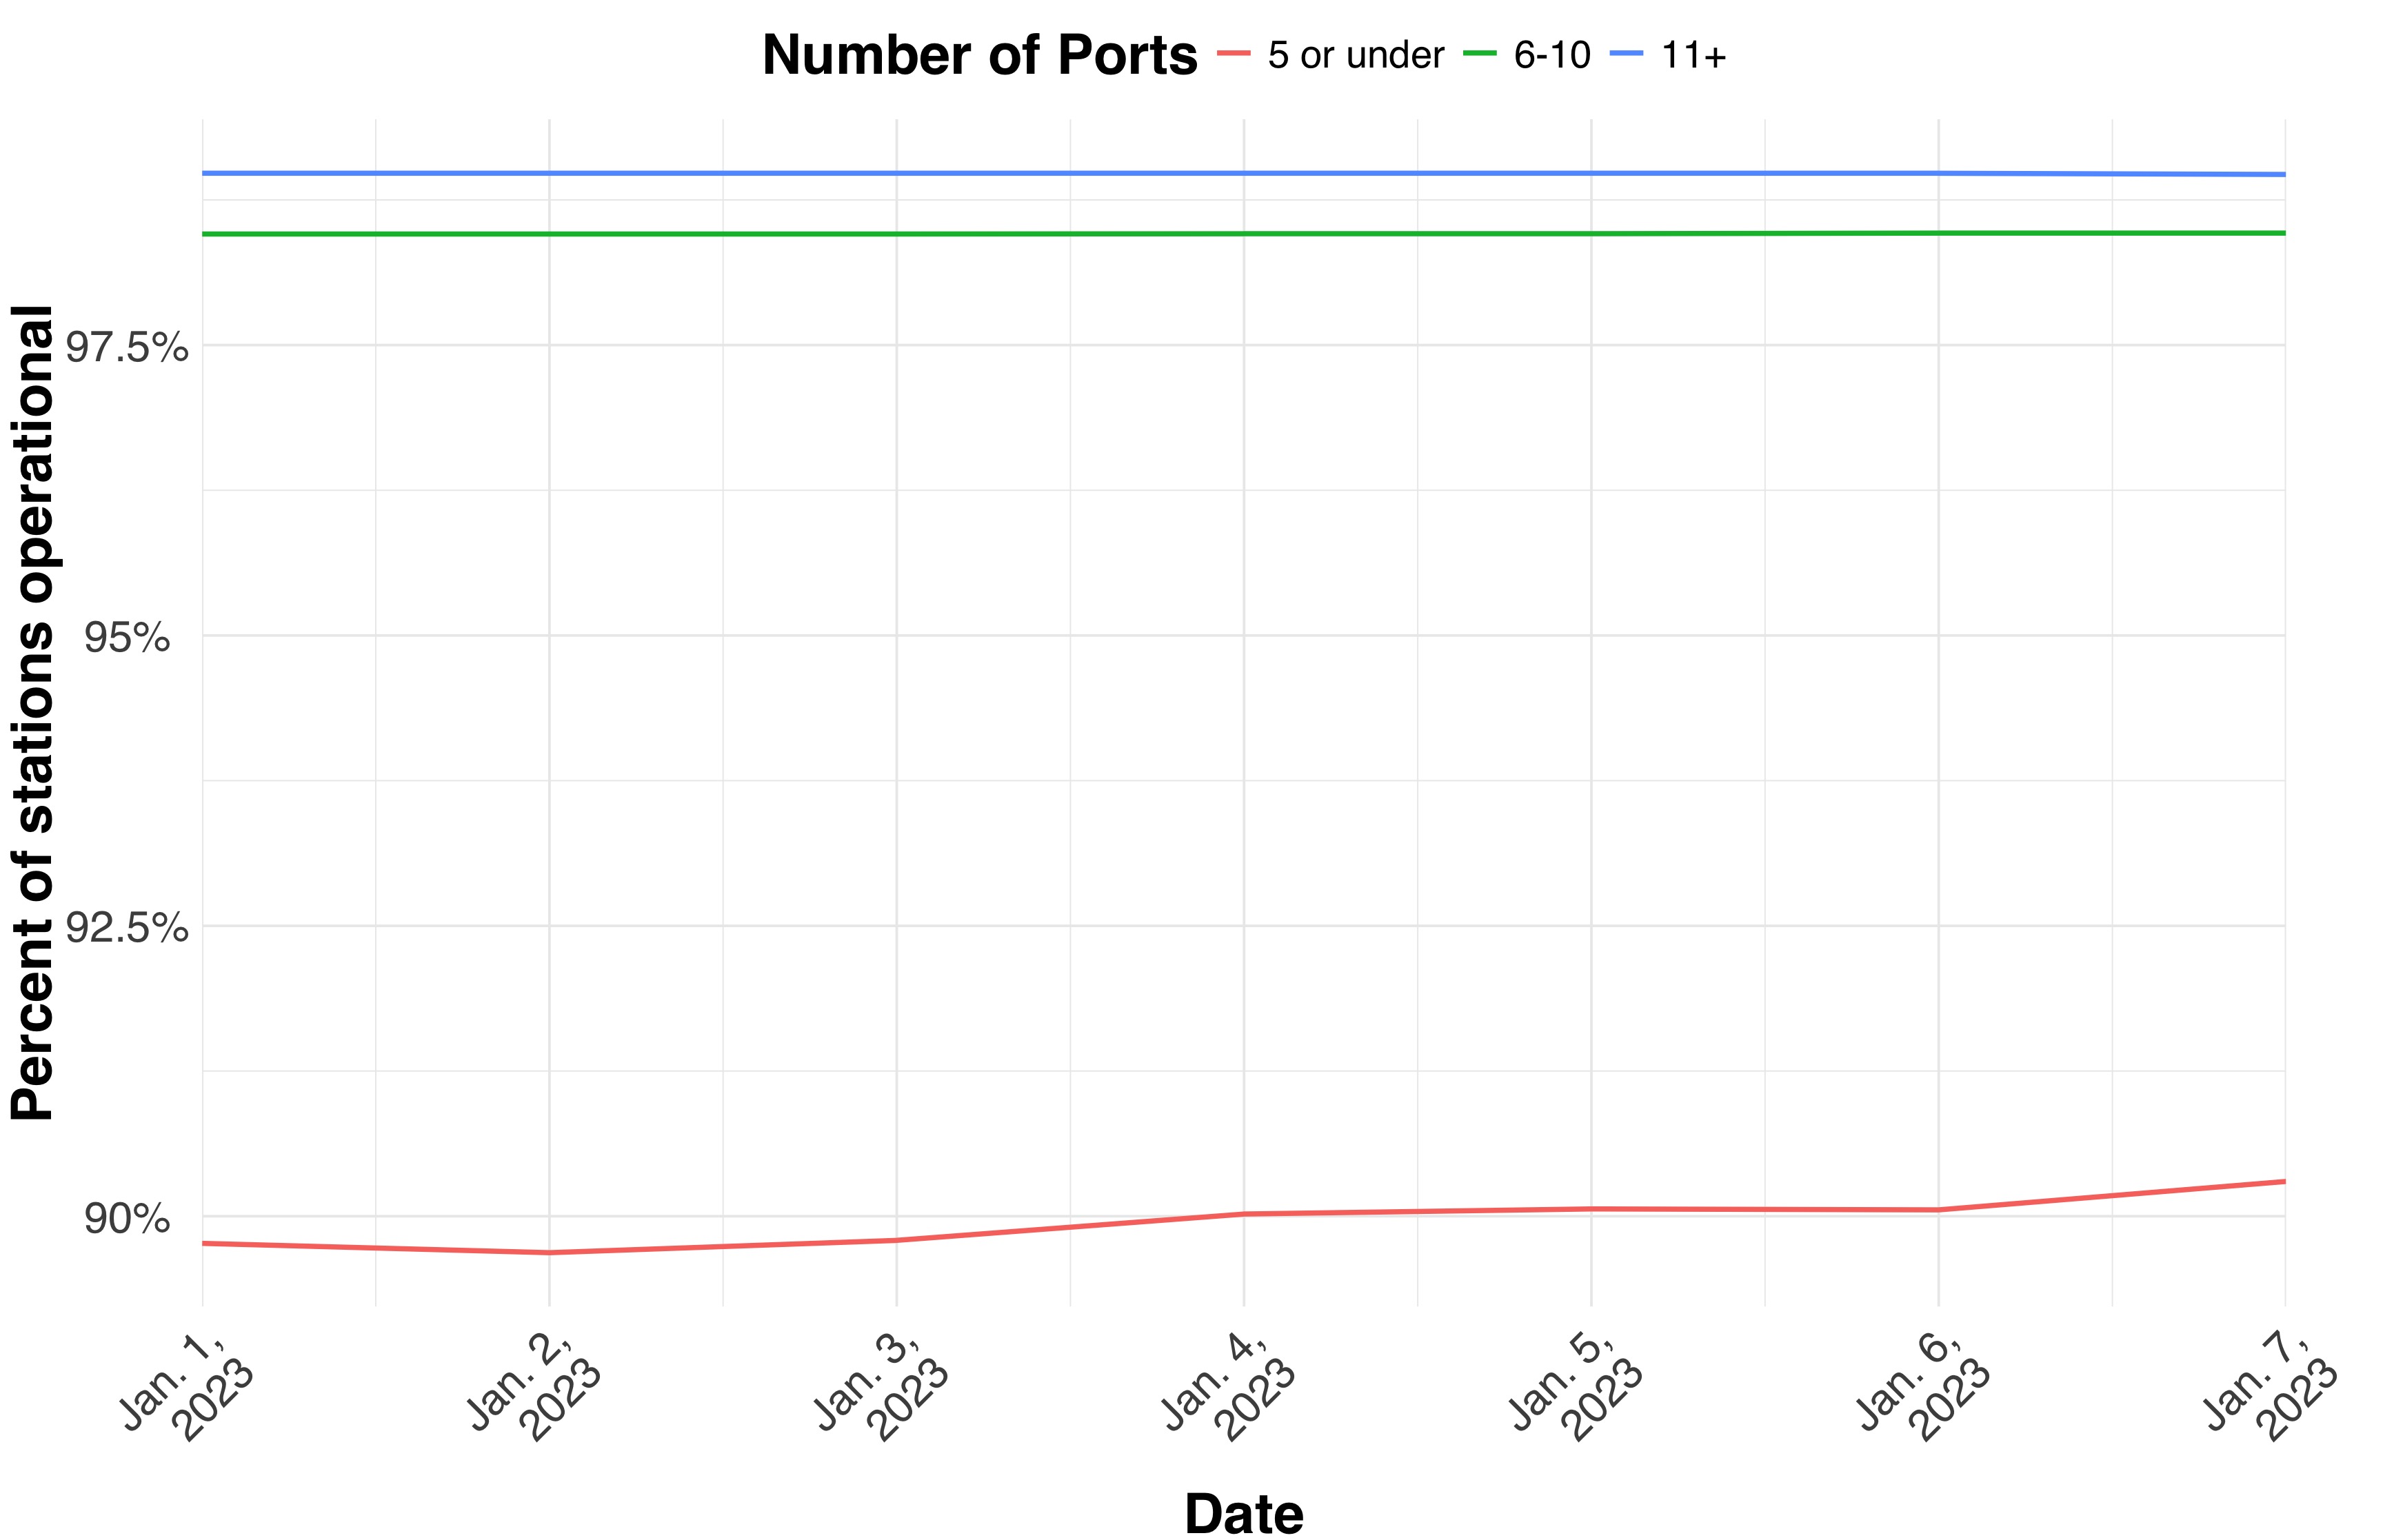 Number of Ports 5 or under 6-10 11+
Percent of stations operational
97.5%
95%
92.5%
90%
Jan. 1,
2023
Jan. 2,
2023
Jan. 3,
2023
Jan. 4,
2023
Jan. 5,
2023
Jan. 6,
2023
Jan. 7,
2023
Date